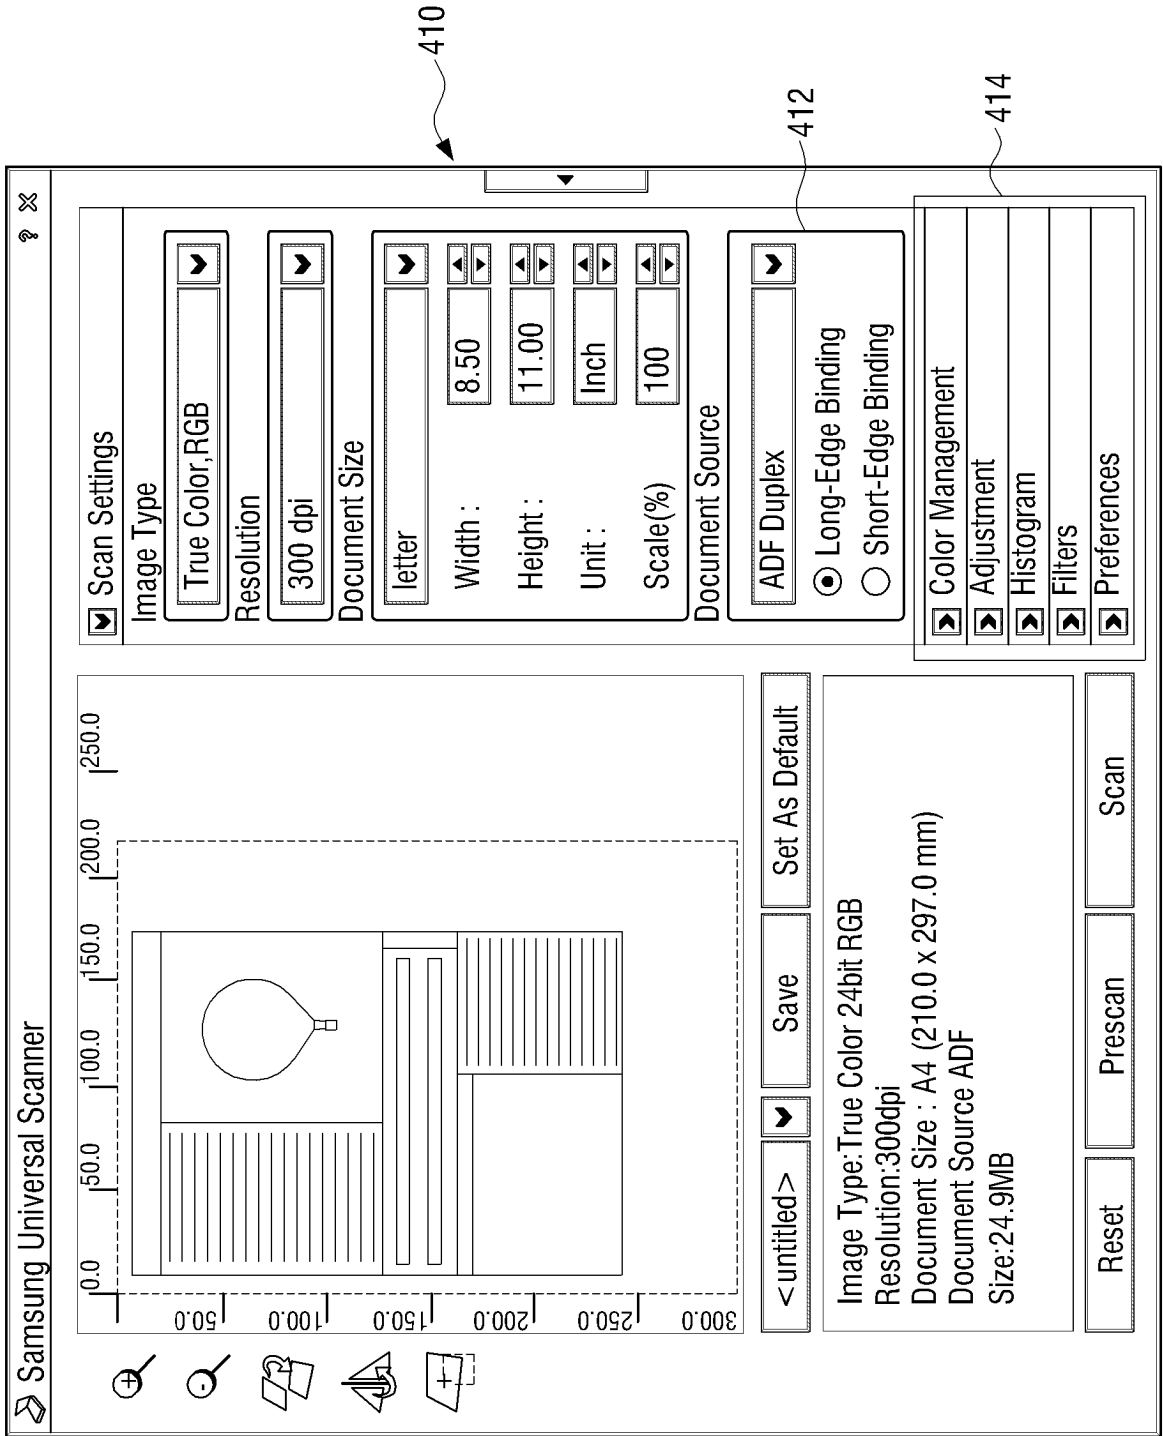 Samsung Universal Scanner
? X
0.0
50.0
100.0
150.0
200.0
250.0
50.0
100.0
150.0
200.0
250.0
300.0
<untitled>
Save
Set As Default
Image Type:True Color 24bit RGB
Resolution:300dpi
Document Size : A4 (210.0 x 297.0 mm)
Document Source ADF
Size:24.9MB
Reset
Prescan
Scan
Scan Settings
Image Type
True Color,RGB
Resolution
300 dpi
Document Size
letter
Width : 8.50
Height : 11.00
Unit : Inch
Scale(%) 100
Document Source
ADF Duplex
Long-Edge Binding
Short-Edge Binding
Color Management
Adjustment
Histogram
Filters
Preferences
410
412
414